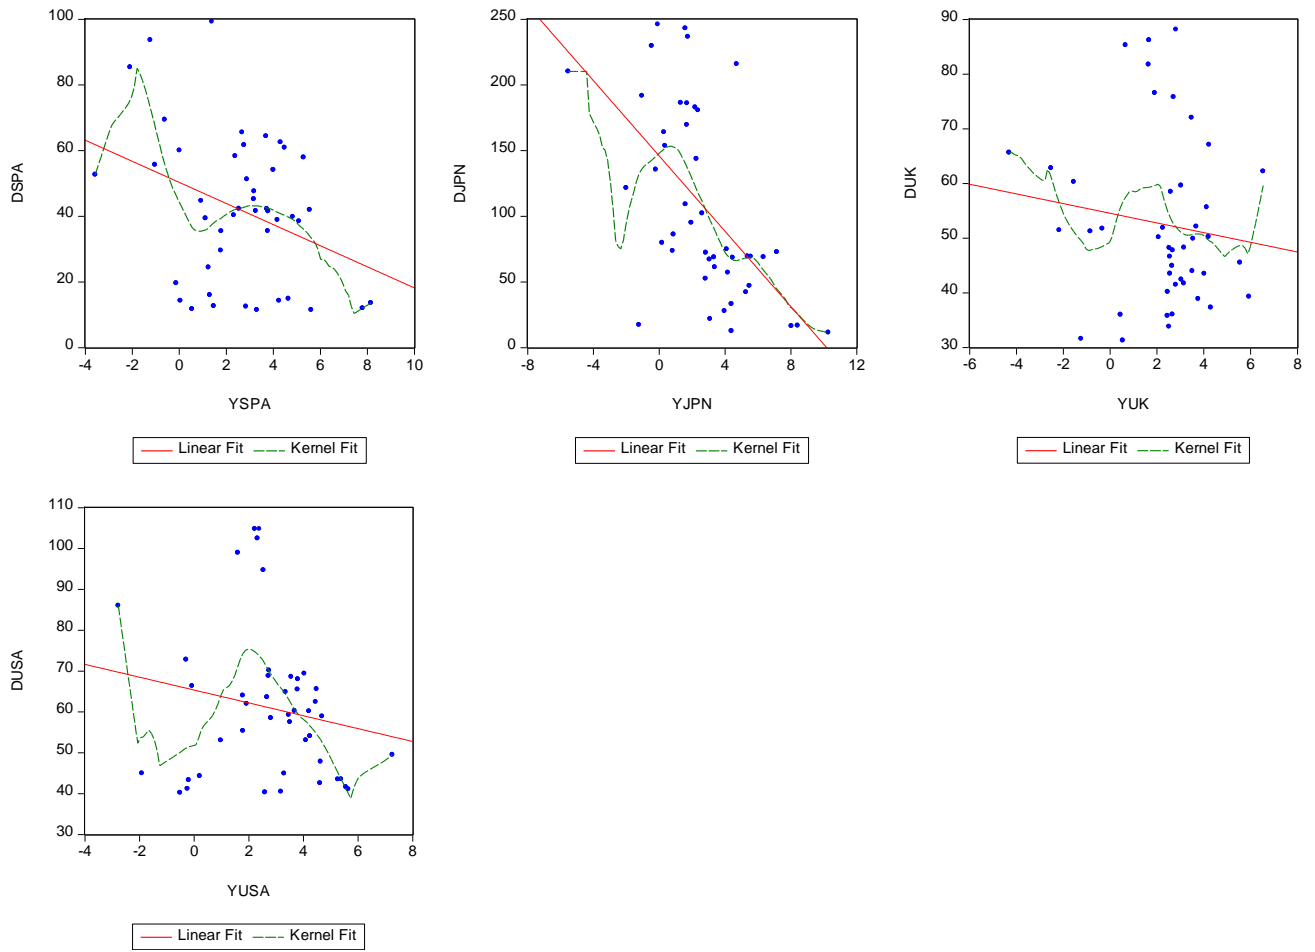 100
80
60
40
20
0
-4 -2 0 2 4 6 8 10
DSPA
YSPA
Linear Fit Kernel Fit
250
200
150
100
50
0
-8 -4 0 4 8 12
DJPN
YJPN
Linear Fit Kernel Fit
90
80
70
60
50
40
30
-6 -4 -2 0 2 4 6 8
DUK
YUK
Linear Fit Kernel Fit
110
100
90
80
70
60
50
40
30
-4 -2 0 2 4 6 8
DUSA
YUSA
Linear Fit Kernel Fit